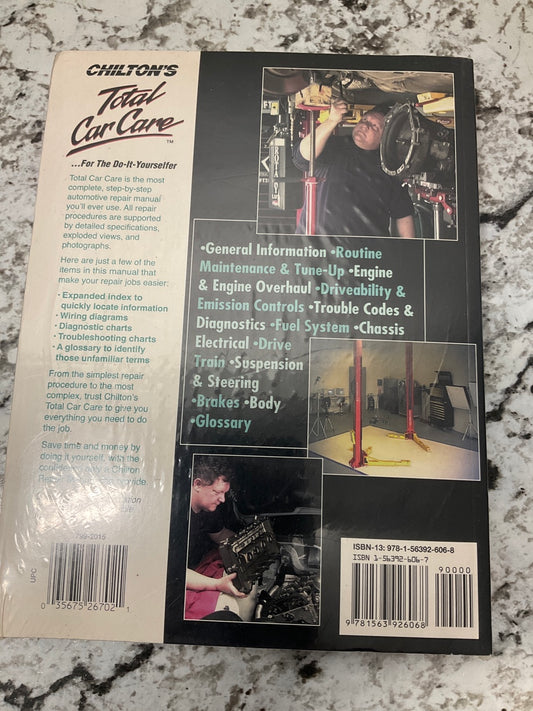 CHILTON'S
Total
Car Care™
...For The Do-It-Yourselfer
Total Car Care is the most
complete, step-by-step
automotive repair manual
you'll ever use. All repair
procedures are supported
by detailed specifications,
exploded views, and
photographs.
Here are just a few of the
items in this manual that
make your repair jobs easier:
• Expanded index to
quickly locate information
• Wiring diagrams
• Diagnostic charts
• Troubleshooting charts
• A glossary to identify
those unfamiliar terms
From the simplest repair
procedure to the most
complex, trust Chilton's
Total Car Care to give you
everything you need to do
the job.
Save time and money by
doing it yourself, with the
only a Chilton
•General Information •Routine
Maintenance & Tune-Up •Engine
& Engine Overhaul •Driveability &
Emission Controls •Trouble Codes &
Diagnostics •Fuel System •Chassis
Electrical •Drive
Train •Suspension
& Steering
•Brakes •Body
•Glossary
UPC
0 35675 26702 1
ISBN-13: 978-1-56392-606-8
ISBN 1-56392-606-7
90000
9 781563 926068